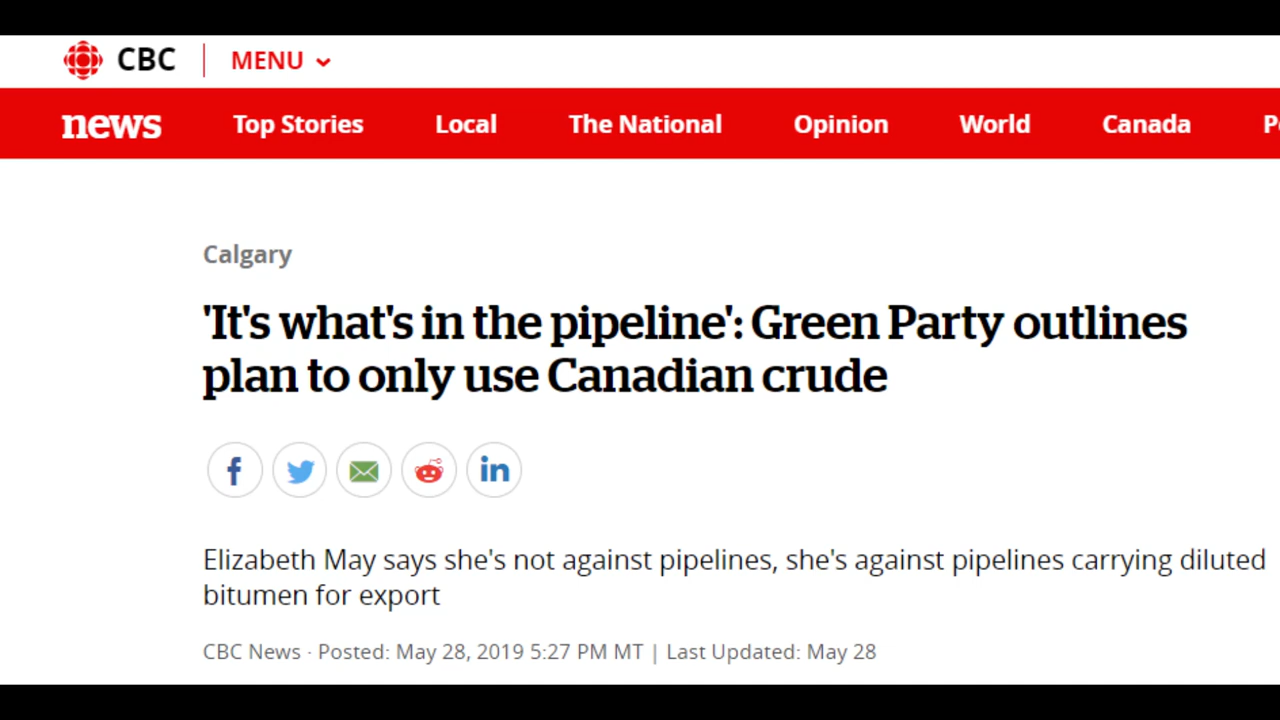 CBC MENU
news Top Stories Local The National Opinion World Canada
Calgary
'It's what's in the pipeline': Green Party outlines
plan to only use Canadian crude
f in
Elizabeth May says she's not against pipelines, she's against pipelines carrying diluted
bitumen for export
CBC News · Posted: May 28, 2019 5:27 PM MT | Last Updated: May 28